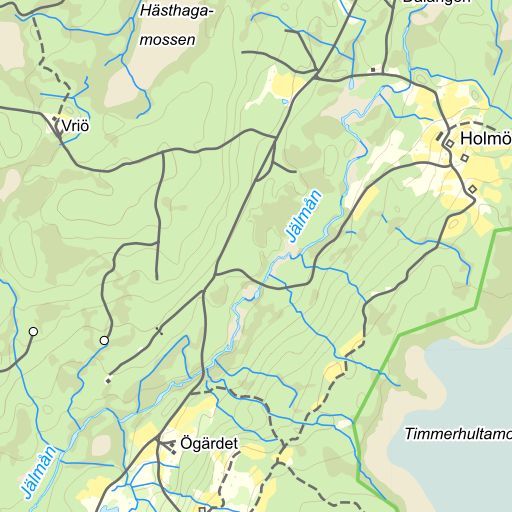 Hästhaga-
mossen
Vriö
Holmö
Jälmån
Ögärdet
Timmerhultamo
Jälmån